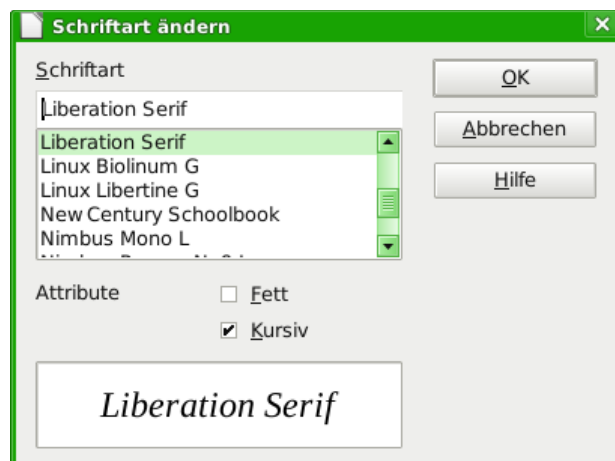 Schriftart ändern
Schriftart
Liberation Serif
Liberation Serif
Linux Biolinum G
Linux Libertine G
New Century Schoolbook
Nimbus Mono L
OK
Abbrechen
Hilfe
Attribute
Fett
Kursiv
Liberation Serif